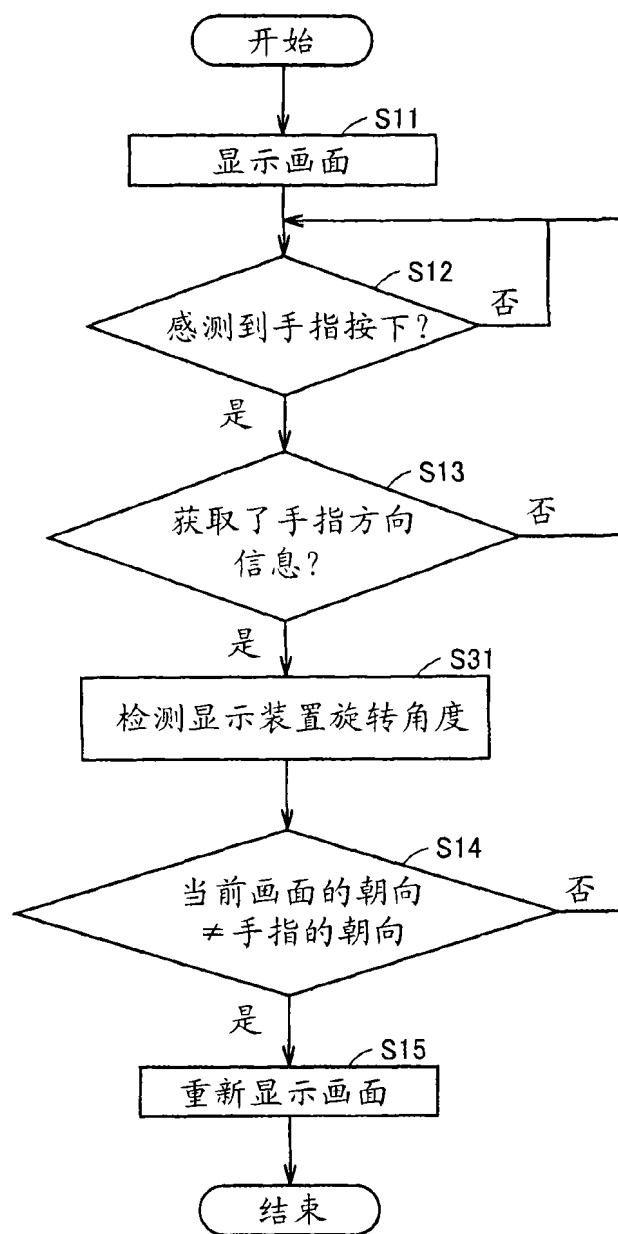 开始
S11
显示画面
S12
感测到手指按下?
否
是
S13
获取了手指方向
信息?
否
是
S31
检测显示装置旋转角度
S14
当前画面的朝向
≠手指的朝向
否
是
S15
重新显示画面
结束